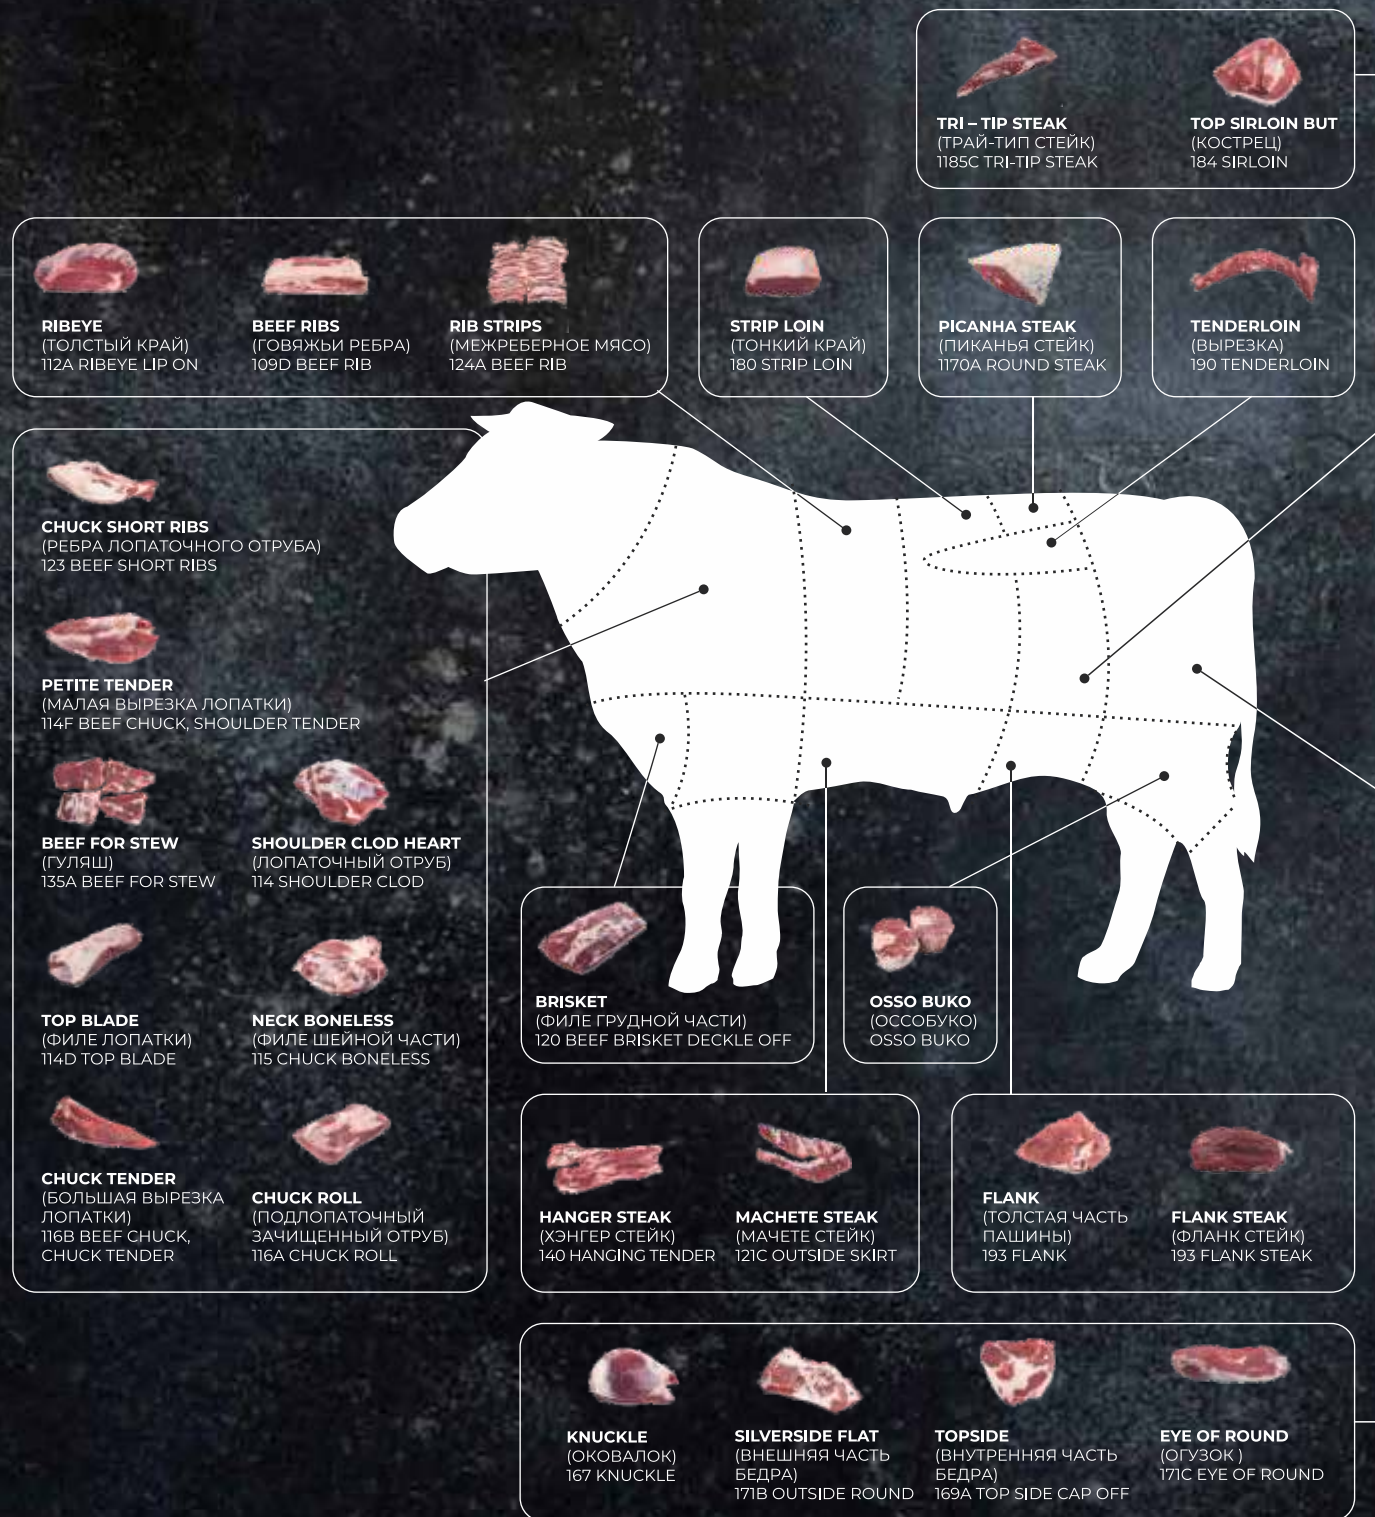 TRI – TIP STEAK
(ТРАЙ-ТИП СТЕЙК)
1185C TRI-TIP STEAK
TOP SIRLOIN BUT
(КОСТРЕЦ)
184 SIRLOIN
RIBEYE
(ТОЛСТЫЙ КРАЙ)
112A RIBEYE LIP ON
BEEF RIBS
(ГОВЯЖЬИ РЕБРА)
109D BEEF RIB
RIB STRIPS
(МЕЖРЕБЕРНОЕ МЯСО)
124A BEEF RIB
STRIP LOIN
(ТОНКИЙ КРАЙ)
180 STRIP LOIN
PICANHA STEAK
(ПИКАНЬЯ СТЕЙК)
1170A ROUND STEAK
TENDERLOIN
(ВЫРЕЗКА)
190 TENDERLOIN
CHUCK SHORT RIBS
(РЕБРА ЛОПАТОЧНОГО ОТРУБА)
123 BEEF SHORT RIBS
PETITE TENDER
(МАЛАЯ ВЫРЕЗКА ЛОПАТКИ)
114F BEEF CHUCK, SHOULDER TENDER
BEEF FOR STEW
(ГУЛЯШ)
135A BEEF FOR STEW
SHOULDER CLOD HEART
(ЛОПАТОЧНЫЙ ОТРУБ)
114 SHOULDER CLOD
TOP BLADE
(ФИЛЕ ЛОПАТКИ)
114D TOP BLADE
NECK BONELESS
(ФИЛЕ ШЕЙНОЙ ЧАСТИ)
115 CHUCK BONELESS
CHUCK TENDER
(БОЛЬШАЯ ВЫРЕЗКА
ЛОПАТКИ)
116B BEEF CHUCK,
CHUCK TENDER
CHUCK ROLL
(ПОДЛОПАТОЧНЫЙ
ЗАЧИЩЕННЫЙ ОТРУБ)
116A CHUCK ROLL
BRISKET
(ФИЛЕ ГРУДНОЙ ЧАСТИ)
120 BEEF BRISKET DECKLE OFF
OSSO BUKO
(ОССОБУКО)
OSSO BUKO
HANGER STEAK
(ХЭНГЕР СТЕЙК)
140 HANGING TENDER
MACHETE STEAK
(МАЧЕТЕ СТЕЙК)
121C OUTSIDE SKIRT
FLANK
(ТОЛСТАЯ ЧАСТЬ
ПАШИНЫ)
193 FLANK
FLANK STEAK
(ФЛАНК СТЕЙК)
193 FLANK STEAK
KNUCKLE
(ОКОВАЛОК)
167 KNUCKLE
SILVERSIDE FLAT
(ВНЕШНЯЯ ЧАСТЬ
БЕДРА)
171B OUTSIDE ROUND
TOPSIDE
(ВНУТРЕННЯЯ ЧАСТЬ
БЕДРА)
169A TOP SIDE CAP OFF
EYE OF ROUND
(ОГУЗОК )
171C EYE OF ROUND